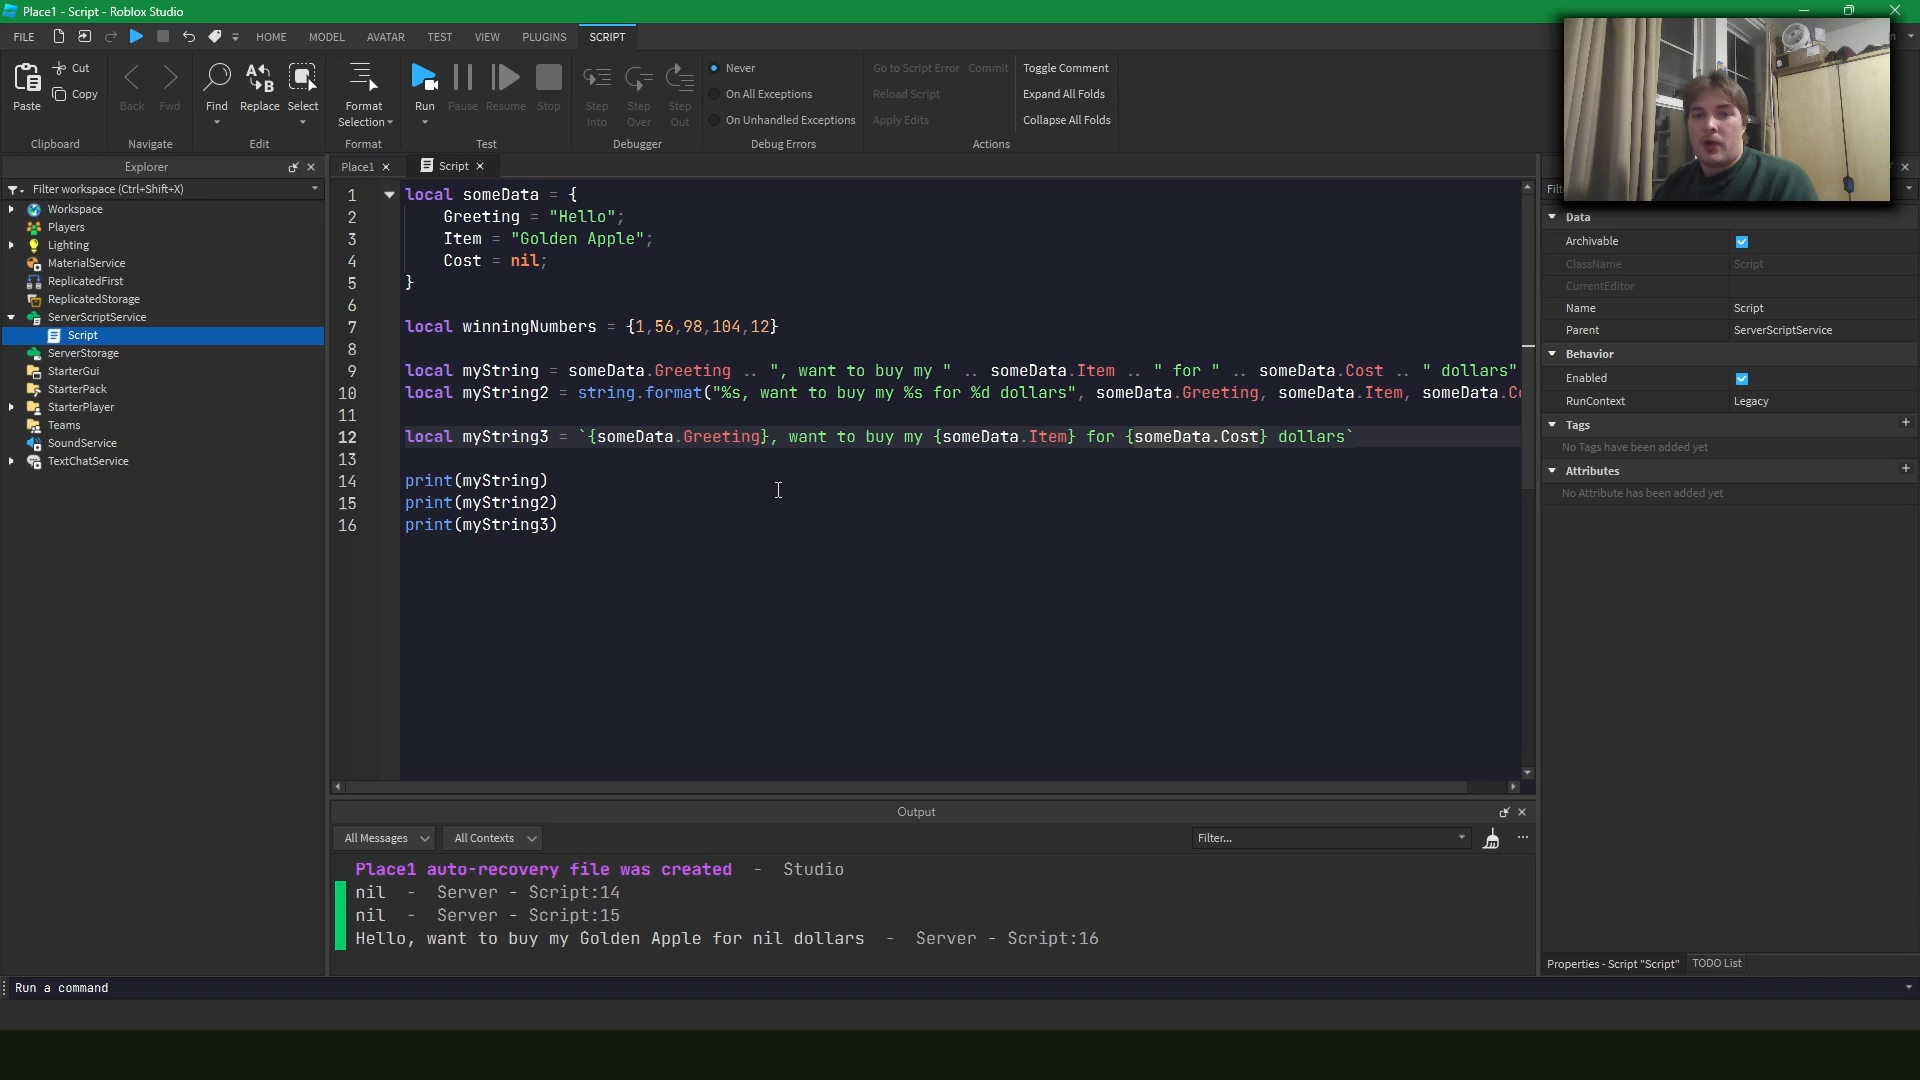 Place1 - Script - Roblox Studio
FILE
HOME
MODEL
AVATAR
TEST
VIEW
PLUGINS
SCRIPT
Paste
Cut
Copy
Clipboard
Back
Fwd
Navigate
Find
Replace
Select
Edit
Format
Selection
Format
Run
Pause
Resume
Stop
Test
Step
Into
Step
Over
Step
Out
Debugger
Never
On All Exceptions
On Unhandled Exceptions
Debug Errors
Go to Script Error
Commit
Reload Script
Apply Edits
Toggle Comment
Expand All Folds
Collapse All Folds
Actions
Explorer
Filter workspace (Ctrl+Shift+X)
Workspace
Players
Lighting
MaterialService
ReplicatedFirst
ReplicatedStorage
ServerScriptService
Script
ServerStorage
StarterGui
StarterPack
StarterPlayer
Teams
SoundService
TextChatService
Place1
Script
1 local someData = {
2 Greeting = "Hello";
3 Item = "Golden Apple";
4 Cost = nil;
5 }
6
7 local winningNumbers = {1,56,98,104,12}
8
9 local myString = someData.Greeting .. ", want to buy my " .. someData.Item .. " for " .. someData.Cost .. " dollars"
10 local myString2 = string.format("%s, want to buy my %s for %d dollars", someData.Greeting, someData.Item, someData.Co
11
12 local myString3 = `{someData.Greeting}, want to buy my {someData.Item} for {someData.Cost} dollars`
13
14 print(myString)
15 print(myString2)
16 print(myString3)
Output
All Messages
All Contexts
Filter...
Place1 auto-recovery file was created - Studio
nil - Server - Script:14
nil - Server - Script:15
Hello, want to buy my Golden Apple for nil dollars - Server - Script:16
Data
Archivable
ClassName Script
CurrentEditor
Name Script
Parent ServerScriptService
Behavior
Enabled
RunContext Legacy
Tags
No Tags have been added yet
Attributes
No Attribute has been added yet
Properties - Script "Script"
TODO List
Run a command